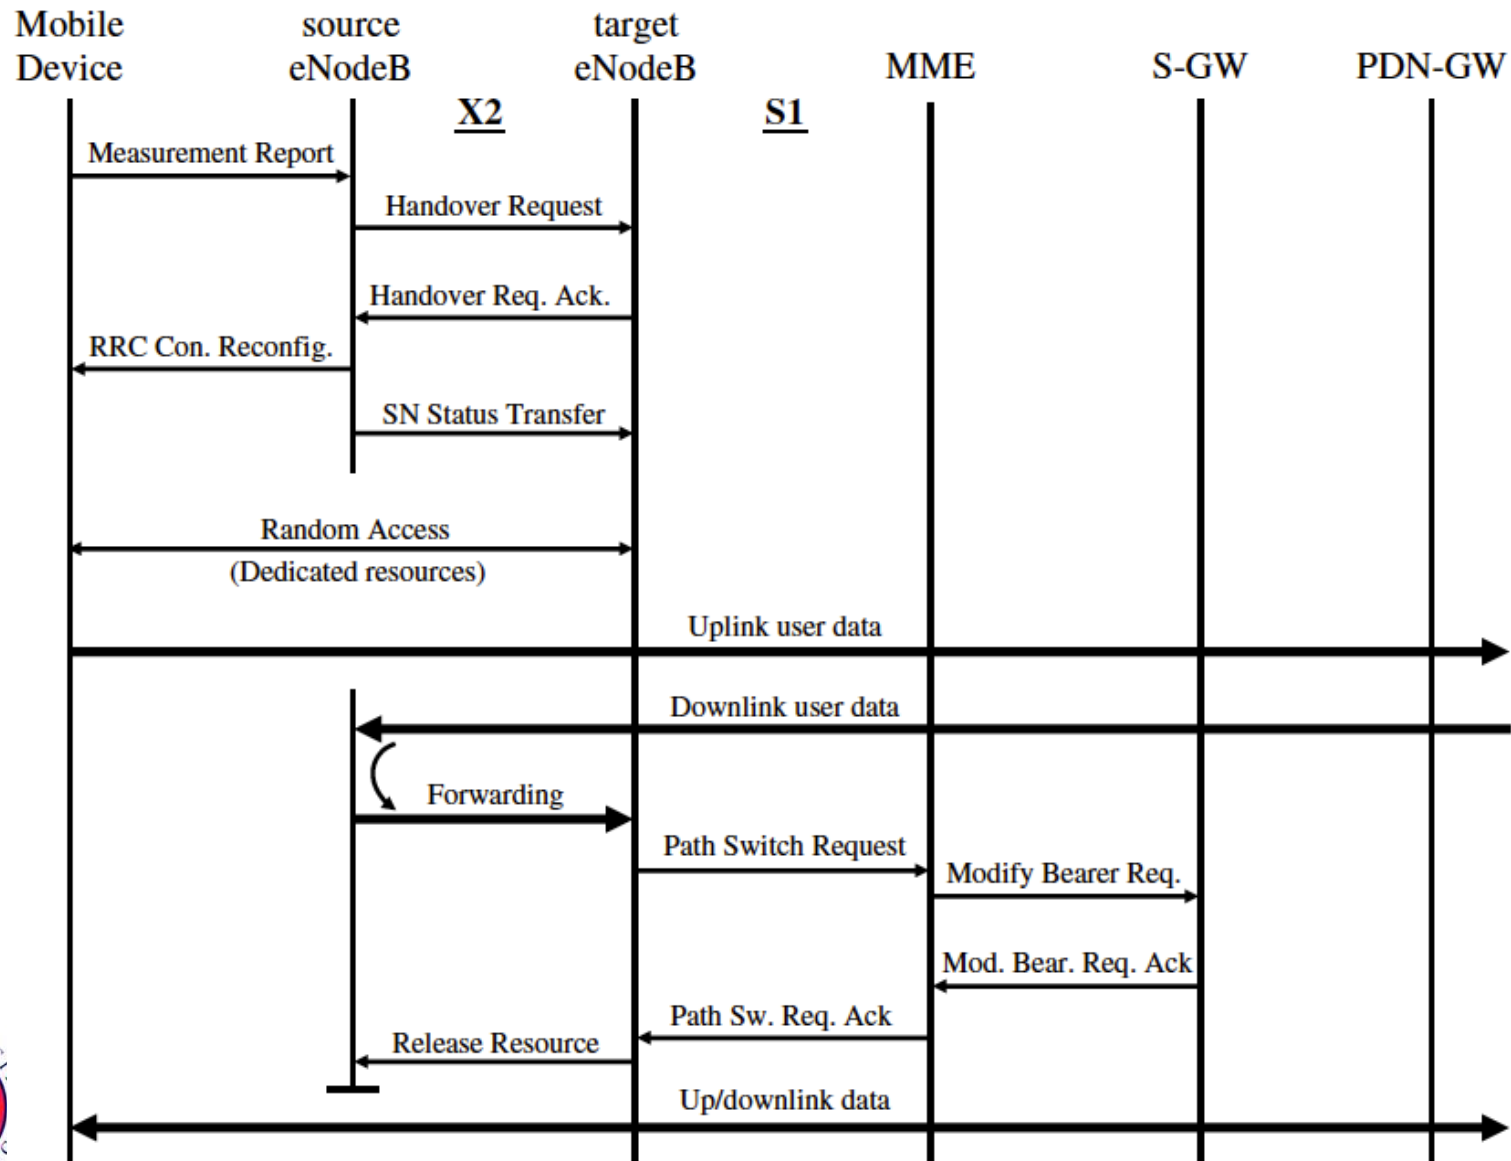 Mobile Device
source eNodeB
target eNodeB
MME
S-GW
PDN-GW
X2
S1
Measurement Report
Handover Request
Handover Req. Ack.
RRC Con. Reconfig.
SN Status Transfer
Random Access
(Dedicated resources)
Uplink user data
Downlink user data
Forwarding
Path Switch Request
Modify Bearer Req.
Mod. Bear. Req. Ack
Path Sw. Req. Ack
Release Resource
Up/downlink data